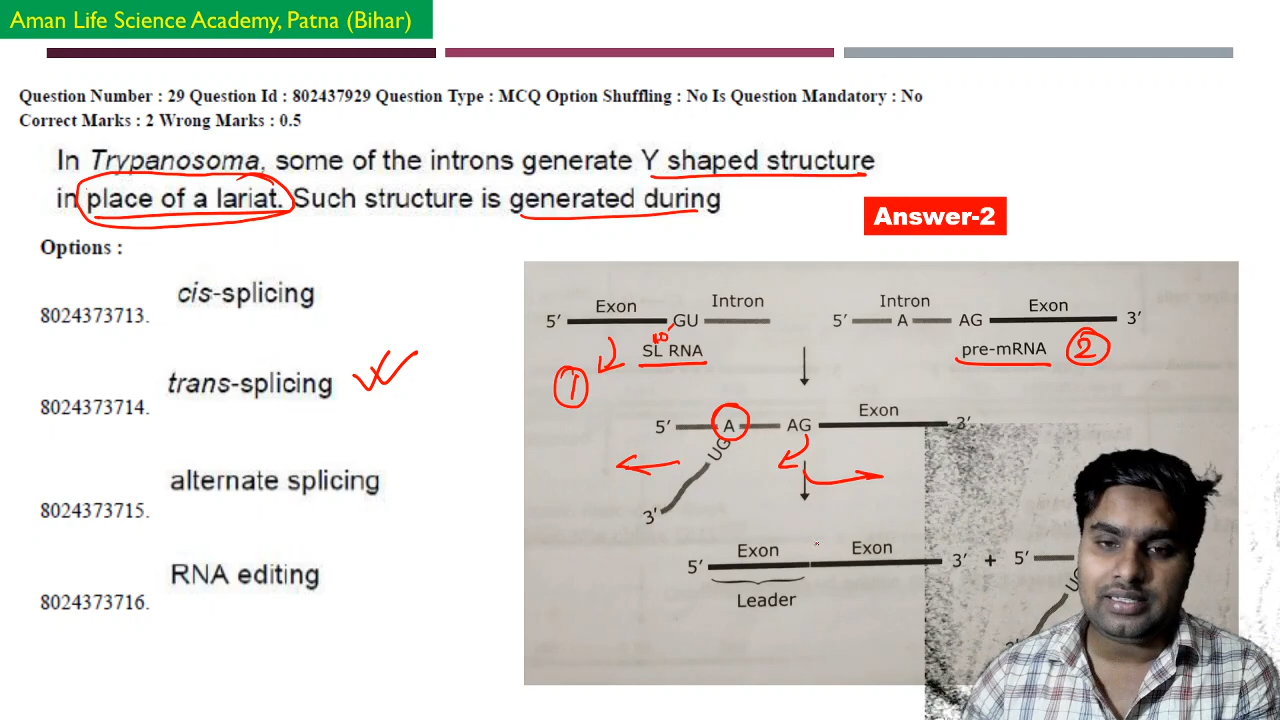 Aman Life Science Academy, Patna (Bihar)
Question Number : 29 Question Id : 802437929 Question Type : MCQ Option Shuffling : No Is Question Mandatory : No
Correct Marks : 2 Wrong Marks : 0.5
In Trypanosoma, some of the introns generate Y shaped structure
in place of a lariat. Such structure is generated during
Answer-2
Options :
cis-splicing
8024373713.
trans-splicing
8024373714.
alternate splicing
8024373715.
RNA editing
8024373716.
Exon Intron Intron Exon
5′ GU 5′ A AG 3′
SL RNA pre-mRNA 2
1
Exon
5′ A AG 3′
UG
3′
Exon Exon
5′ 3′ + 5′
UG
Leader